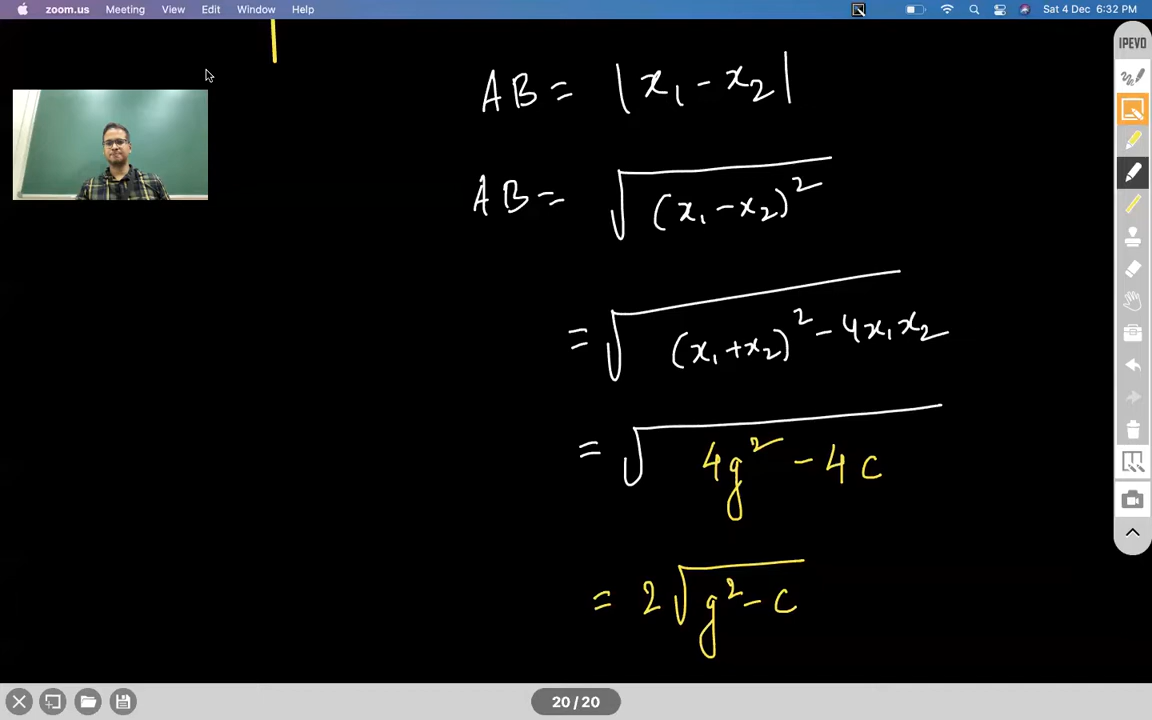 zoom.us Meeting View Edit Window Help Sat 4 Dec 6:32 PM
IPEVO
AB = |x₁ - x₂|
AB = √(x₁-x₂)²
= √(x₁+x₂)² - 4x₁x₂
= √4g² - 4c
= 2√g² - c
20/20